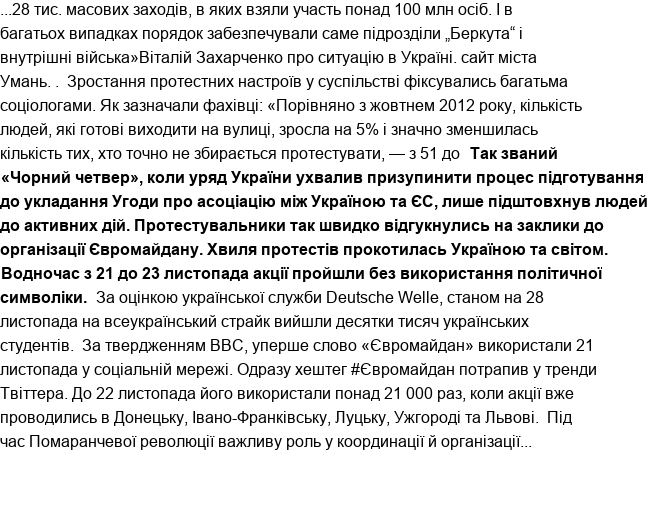 ...28 тис. масових заходів, в яких взяли участь понад 100 млн осіб. І в
багатьох випадках порядок забезпечували саме підрозділи „Беркута“ і
внутрішні війська»Віталій Захарченко про ситуацію в Україні. сайт міста
Умань. .  Зростання протестних настроїв у суспільстві фіксувались багатьма
соціологами. Як зазначали фахівці: «Порівняно з жовтнем 2012 року, кількість
людей, які готові виходити на вулиці, зросла на 5% і значно зменшилась
кількість тих, хто точно не збирається протестувати, — з 51 до  Так званий
«Чорний четвер», коли уряд України ухвалив призупинити процес підготування
до укладання Угоди про асоціацію між Україною та ЄС, лише підштовхнув людей
до активних дій. Протестувальники так швидко відгукнулись на заклики до
організації Євромайдану. Хвиля протестів прокотилась Україною та світом.
Водночас з 21 до 23 листопада акції пройшли без використання політичної
символіки.  За оцінкою української служби Deutsche Welle, станом на 28
листопада на всеукраїнський страйк вийшли десятки тисяч українських
студентів.  За твердженням BBC, уперше слово «Євромайдан» використали 21
листопада у соціальній мережі. Одразу хештег #Євромайдан потрапив у тренди
Твіттера. До 22 листопада його використали понад 21 000 раз, коли акції вже
проводились в Донецьку, Івано-Франківську, Луцьку, Ужгороді та Львові.  Під
час Помаранчевої революції важливу роль у координації й організації...